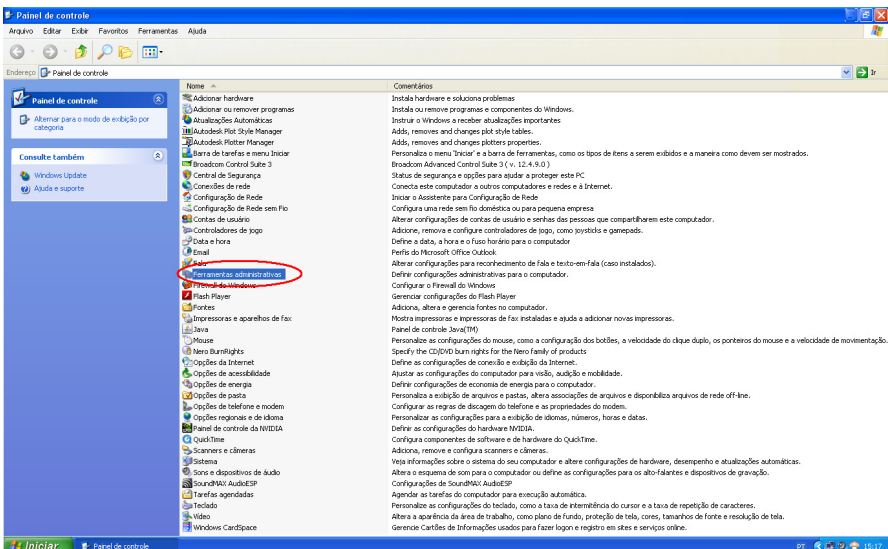 Painel de controle
Arquivo Editar Exibir Favoritos Ferramentas Ajuda
Endereço Painel de controle Ir
Painel de controle
Alternar para o modo de exibição por
categoria
Consulte também
Windows Update
Ajuda e suporte
Nome Comentários
Adicionar hardware Instala hardware e soluciona problemas
Adicionar ou remover programas Instala ou remove programas e componentes do Windows.
Atualizações Automáticas Instruir o Windows a receber atualizações importantes
Autodesk Plot Style Manager Adds, removes and changes plot style tables.
Autodesk Plotter Manager Adds, removes and changes plotters properties.
Barra de tarefas e menu Iniciar Personaliza o menu 'Iniciar' e a barra de ferramentas, como os tipos de itens a serem exibidos e a maneira como devem ser mostrados.
Broadcom Control Suite 3 Broadcom Advanced Control Suite 3 ( v. 12.4.9.0 )
Central de Segurança Status de segurança e opções para ajudar a proteger este PC
Conexões de rede Conecta este computador a outros computadores e redes e à Internet.
Configuração de Rede Iniciar o Assistente para Configuração de Rede
Configuração de Rede sem Fio Configura uma rede sem fio doméstica ou para pequena empresa
Contas de usuário Alterar configurações de contas de usuário e senhas das pessoas que compartilharem este computador.
Controladores de jogo Adicione, remova e configure controladores de jogo, como joysticks e gamepads.
Data e hora Define a data, a hora e o fuso horário para o computador
Email Perfis do Microsoft Office Outlook
Fala Alterar configurações para reconhecimento de fala e texto-em-fala (caso instalados).
Ferramentas administrativas Definir configurações administrativas para o computador.
Firewall do Windows Configurar o Firewall do Windows
Flash Player Gerenciar configurações do Flash Player
Fontes Adiciona, altera e gerencia fontes no computador.
Impressoras e aparelhos de fax Mostra impressoras e impressoras de fax instaladas e ajuda a adicionar novas impressoras.
Java Painel de controle Java(TM)
Mouse Personalize as configurações do mouse, como a configuração dos botões, a velocidade do clique duplo, os ponteiros do mouse e a velocidade de movimentação.
Nero BurnRights Specify the CD/DVD burn rights for the Nero family of products
Opções da Internet Define as configurações de conexão e exibição da Internet.
Opções de acessibilidade Ajustar as configurações do computador para visão, audição e mobilidade.
Opções de energia Definir configurações de economia de energia para o computador.
Opções de pasta Personaliza a exibição de arquivos e pastas, altera associações de arquivos e disponibiliza arquivos de rede off-line.
Opções de telefone e modem Configurar as regras de discagem do telefone e as propriedades do modem.
Opções regionais e de idioma Personalizar as configurações para a exibição de idiomas, números, horas e datas.
Painel de controle da NVIDIA Definir as configurações do hardware NVIDIA.
QuickTime Configura componentes de software e de hardware do QuickTime.
Scanners e câmeras Adiciona, remove e configura scanners e câmeras.
Sistema Veja informações sobre o sistema do seu computador e altere configurações de hardware, desempenho e atualizações automáticas.
Sons e dispositivos de áudio Altera o esquema de som para o computador ou define as configurações para os alto-falantes e dispositivos de gravação.
SoundMAX AudioESP Configurações de SoundMAX AudioESP
Tarefas agendadas Agendar as tarefas do computador para execução automática.
Teclado Personalize as configurações do teclado, como a taxa de intermitência do cursor e a taxa de repetição de caracteres.
Vídeo Altera a aparência da área de trabalho, como plano de fundo, proteção de tela, cores, tamanhos de fonte e resolução de tela.
Windows CardSpace Gerencie Cartões de Informações usados para fazer logon e registro em sites e serviços online.
Iniciar Painel de controle PT 15:17